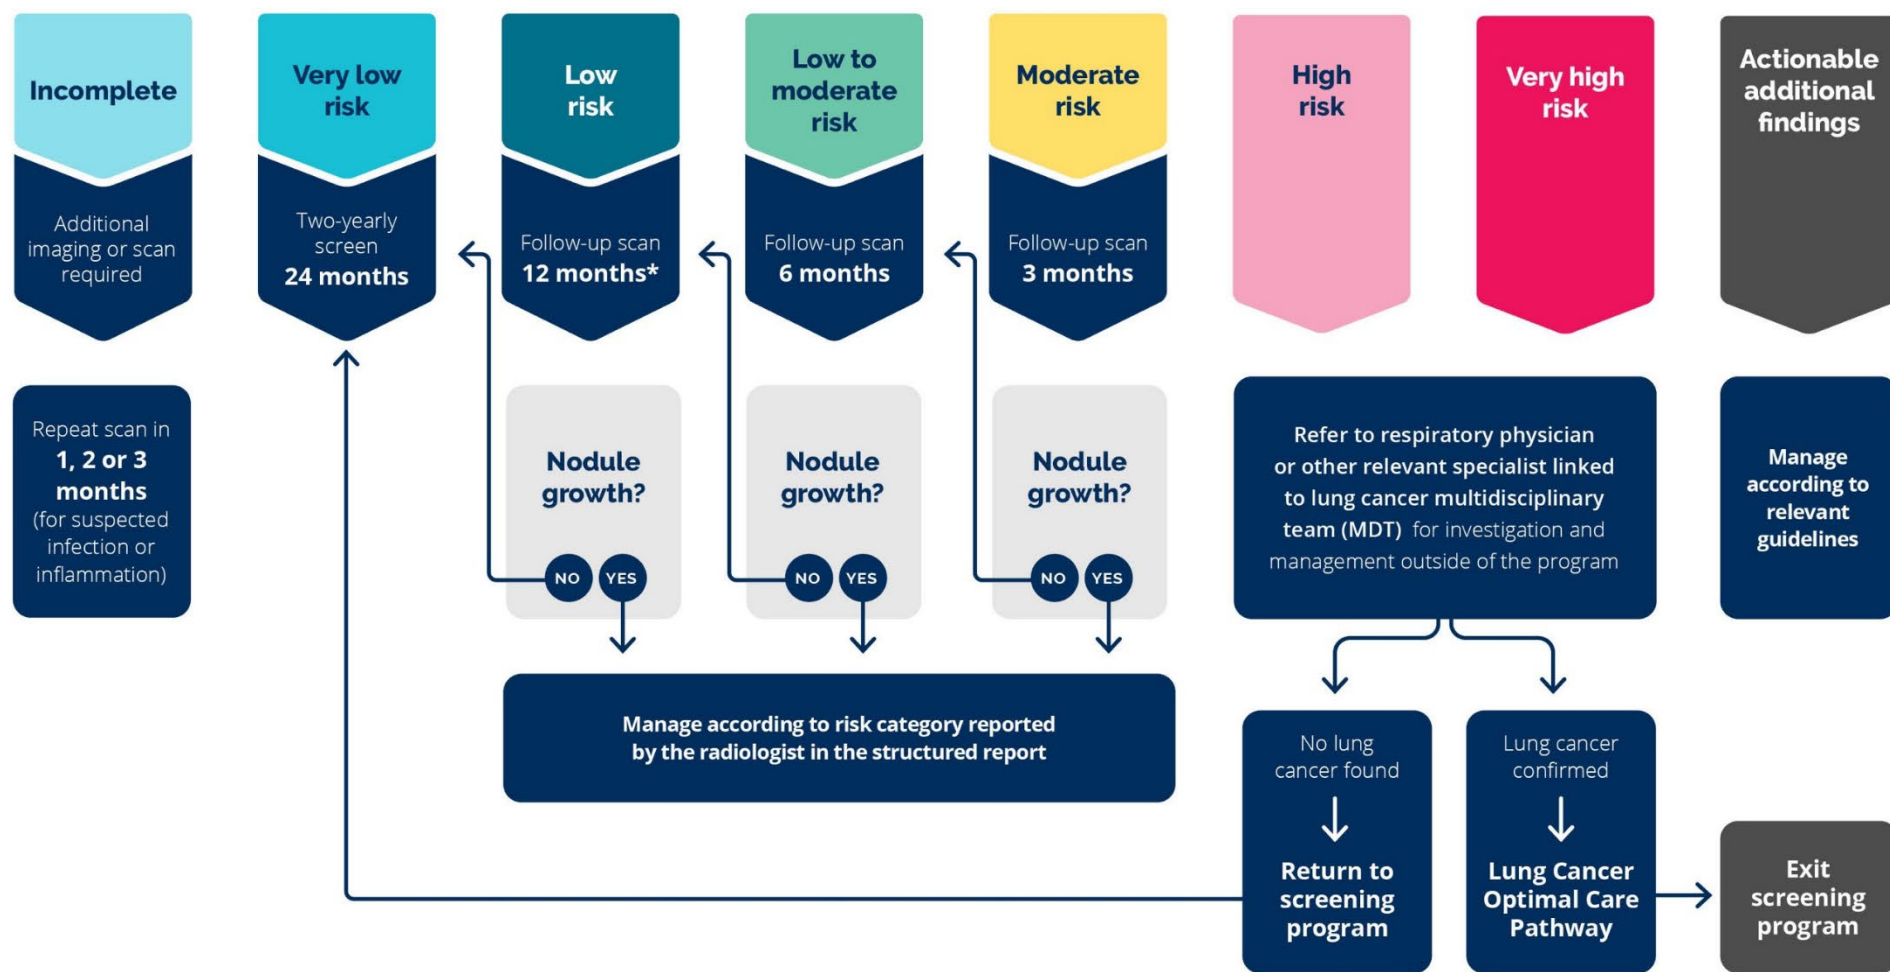 Incomplete
Additional
imaging or scan
required
Repeat scan in
1, 2 or 3
months
(for suspected
infection or
inflammation)
Very low
risk
Two-yearly
screen
24 months
Low
risk
Follow-up scan
12 months*
Nodule
growth?
NO YES
Low to
moderate
risk
Follow-up scan
6 months
Nodule
growth?
NO YES
Moderate
risk
Follow-up scan
3 months
Nodule
growth?
NO YES
Manage according to risk category reported
by the radiologist in the structured report
High
risk
Very high
risk
Refer to respiratory physician
or other relevant specialist linked
to lung cancer multidisciplinary
team (MDT) for investigation and
management outside of the program
No lung
cancer found
Return to
screening
program
Lung cancer
confirmed
Lung Cancer
Optimal Care
Pathway
Actionable
additional
findings
Manage
according to
relevant
guidelines
Exit
screening
program